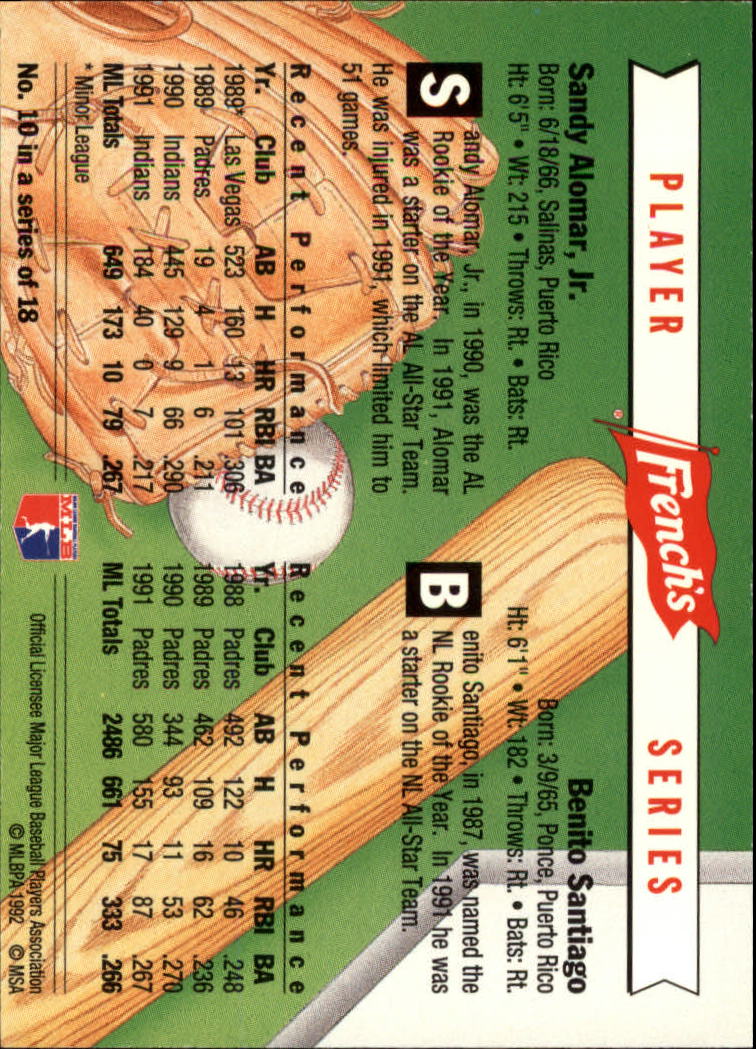 PLAYER French's SERIES
®
Sandy Alomar, Jr.
Born: 6/18/66, Salinas, Puerto Rico
Ht: 6'5" • Wt: 215 • Throws: Rt. • Bats: Rt.
Sandy Alomar, Jr., in 1990, was the AL
Rookie of the Year. In 1991, Alomar
was a starter on the AL All-Star Team.
He was injured in 1991, which limited him to
51 games.
Recent Performance
Yr. Club AB H HR RBI BA
1989* Las Vegas 523 160 13 101 .306
1989 Padres 19 4 1 6 .211
1990 Indians 445 129 9 66 .290
1991 Indians 184 40 0 7 .217
ML Totals 649 173 10 79 .267
* Minor League
No. 10 in a series of 18
Benito Santiago
Born: 3/9/65, Ponce, Puerto Rico
Ht: 6'1" • Wt: 182 • Throws: Rt. • Bats: Rt.
Benito Santiago, in 1987, was named the
NL Rookie of the Year. In 1991 he was
a starter on the NL All-Star Team.
Recent Performance
Yr. Club AB H HR RBI BA
1988 Padres 492 122 10 46 .248
1989 Padres 462 109 16 62 .236
1990 Padres 344 93 11 53 .270
1991 Padres 580 155 17 87 .267
ML Totals 2486 661 75 333 .266
MLB
Official Licensee Major League Baseball Players Association
© MLBPA 1992 © MSA